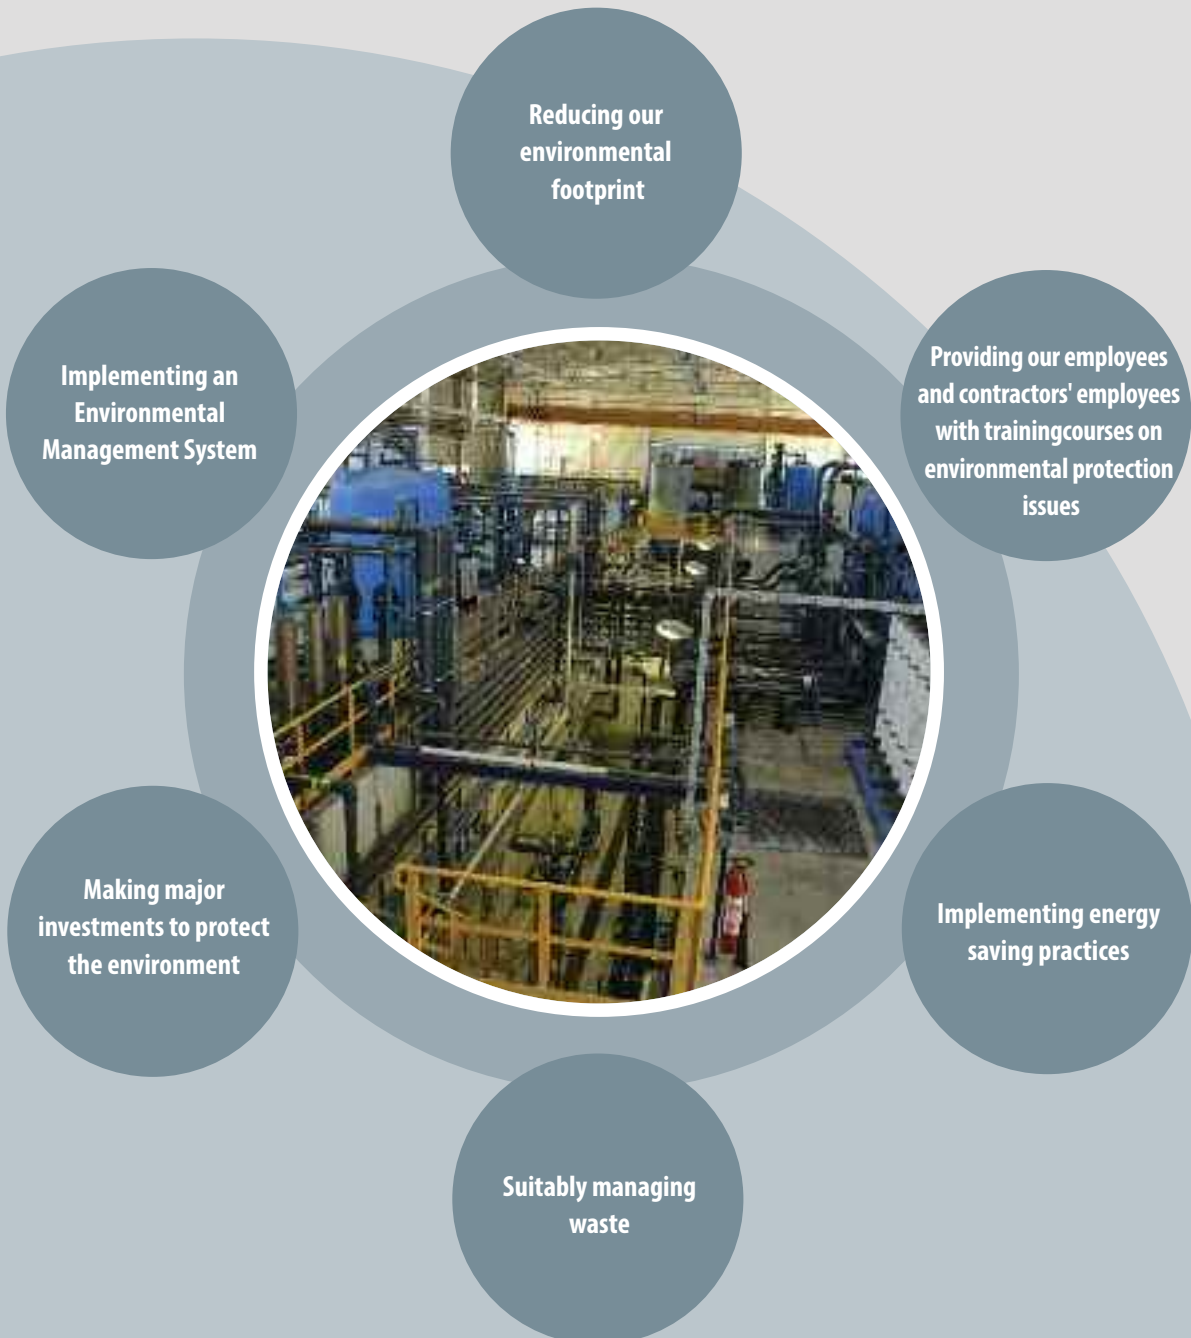 Reducing our
environmental
footprint
Providing our employees
and contractors' employees
with trainingcourses on
environmental protection
issues
Implementing energy
saving practices
Suitably managing
waste
Making major
investments to protect
the environment
Implementing an
Environmental
Management System